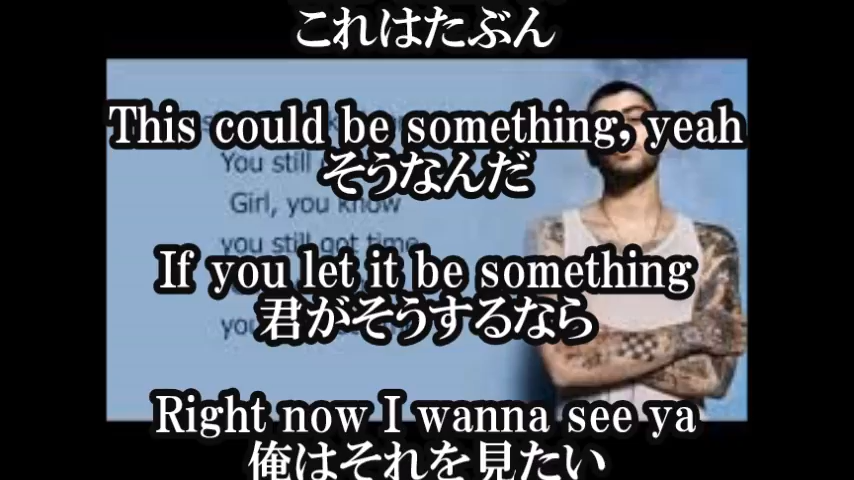 これはたぶん
This could be something, yeah
You still
そうなんだ
Girl, you know
you still got time
If you let it be something
君がそうするなら
you
Right now I wanna see ya
俺はそれを見たい